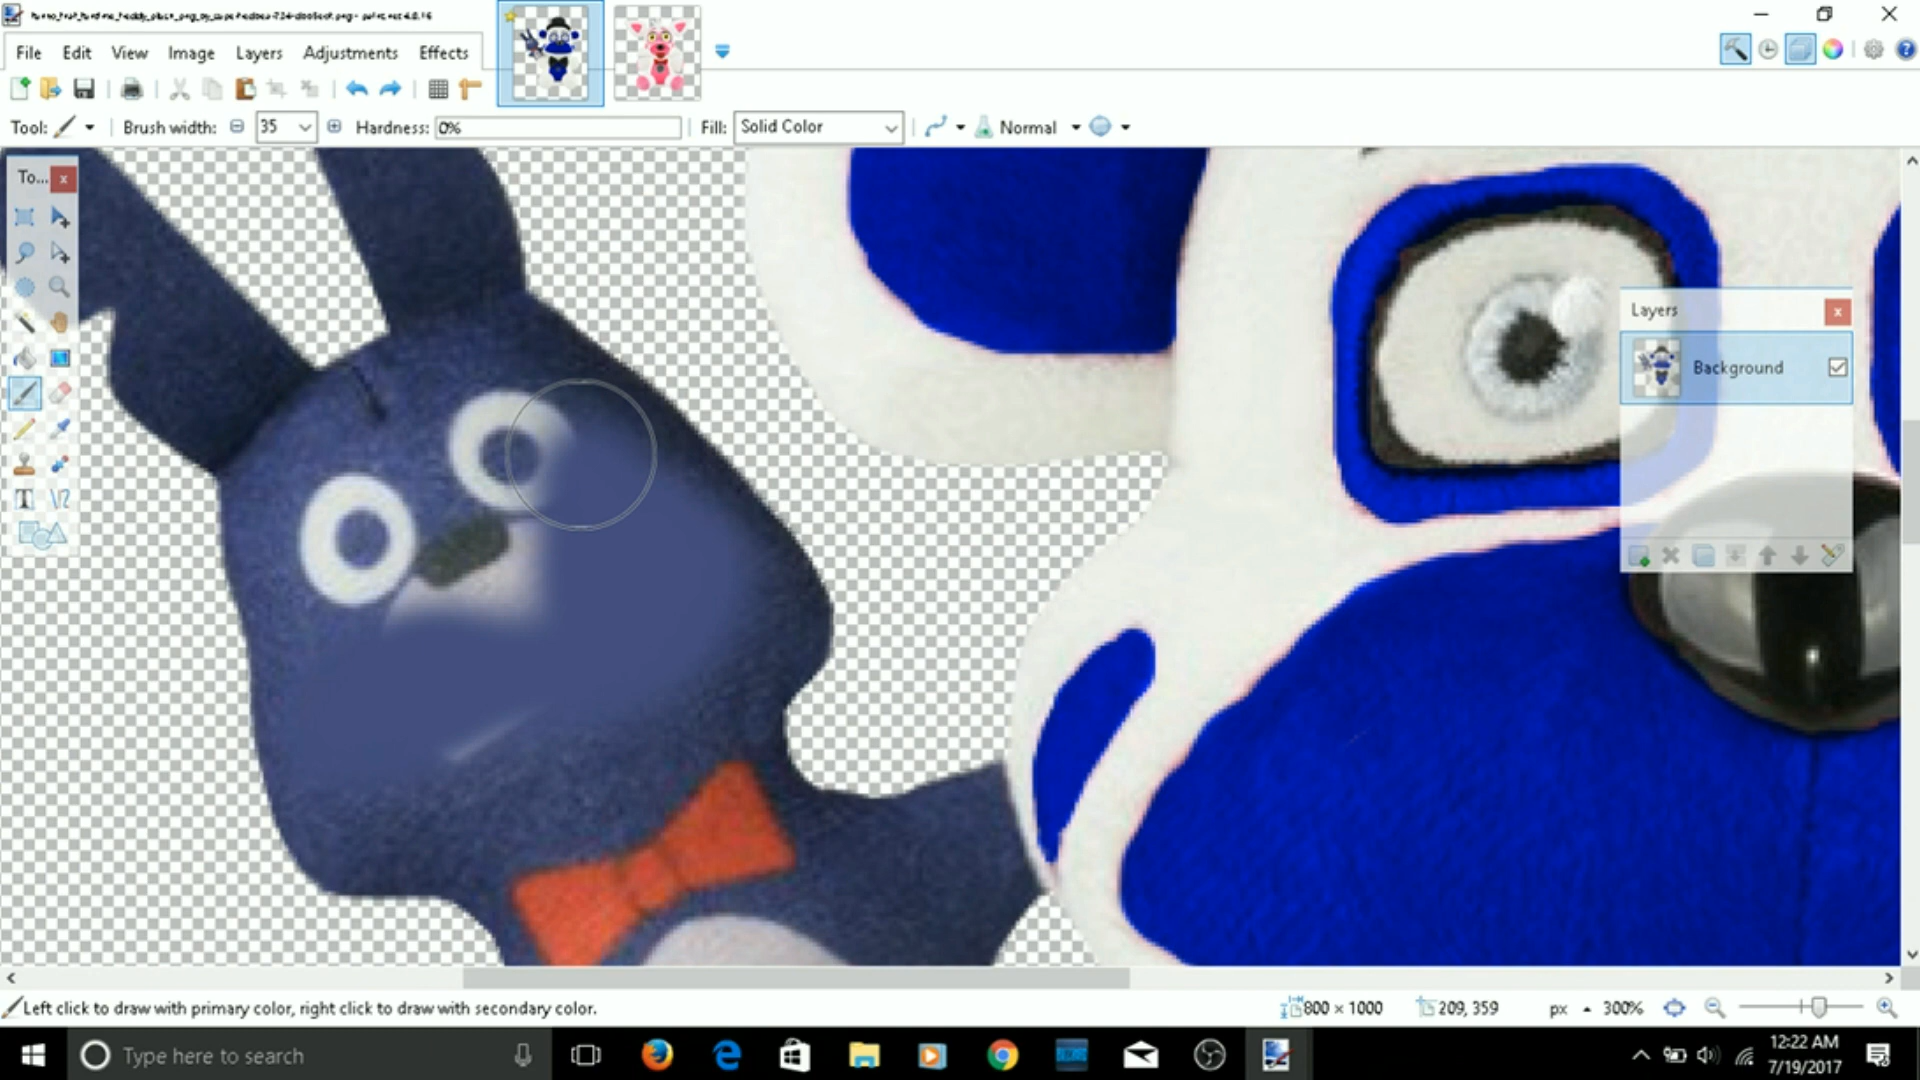 File Edit View Image Layers Adjustments Effects
Tool: Brush width: 35 Hardness: 0% Fill: Solid Color Normal
To...
Layers
Background
Left click to draw with primary color, right click to draw with secondary color.
800 × 1000 209, 359 px 300%
Type here to search
12:22 AM
7/19/2017